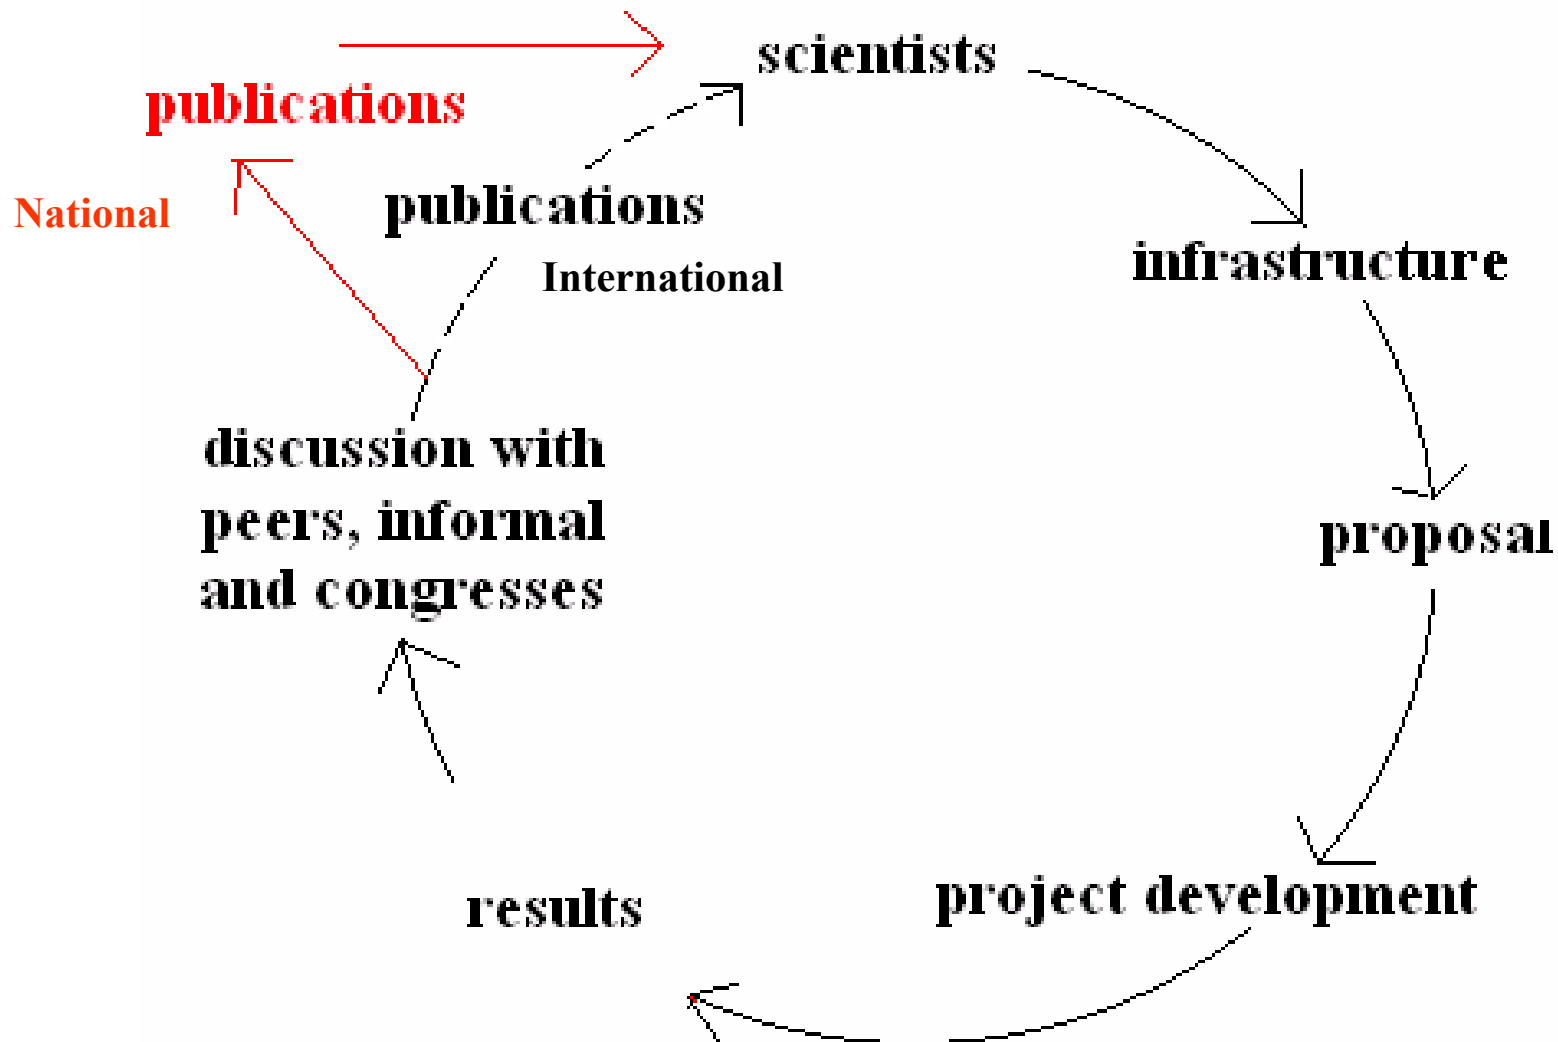 scientists
publications
publications
National
International
infrastructure
discussion with
peers, informal
and congresses
proposal
project development
results